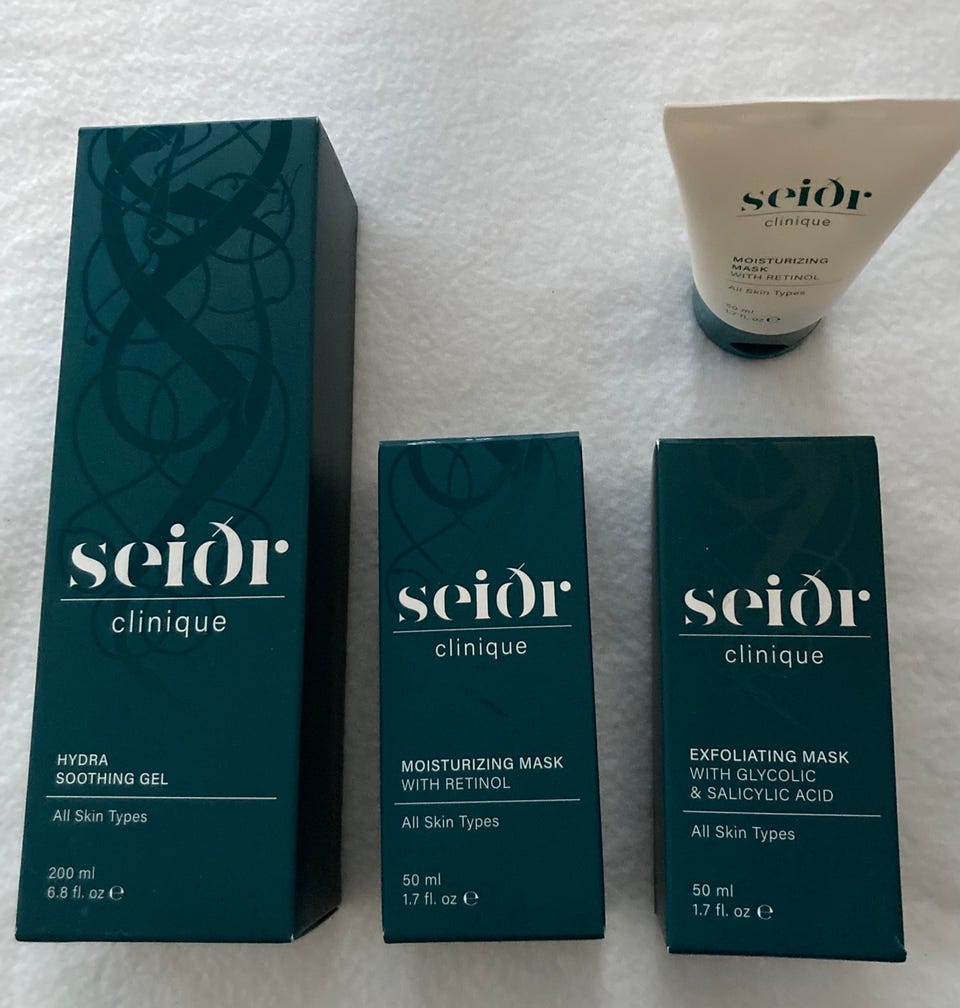 seiðr
clinique
HYDRA
SOOTHING GEL
All Skin Types
200 ml
6.8 fl. oz ℮
seiðr
clinique
MOISTURIZING MASK
WITH RETINOL
All Skin Types
50 ml
1.7 fl. oz ℮
seiðr
clinique
EXFOLIATING MASK
WITH GLYCOLIC
& SALICYLIC ACID
All Skin Types
50 ml
1.7 fl. oz ℮
seiðr
clinique
MOISTURIZING
MASK
WITH RETINOL
All Skin Types
50 ml
1.7 fl. oz ℮